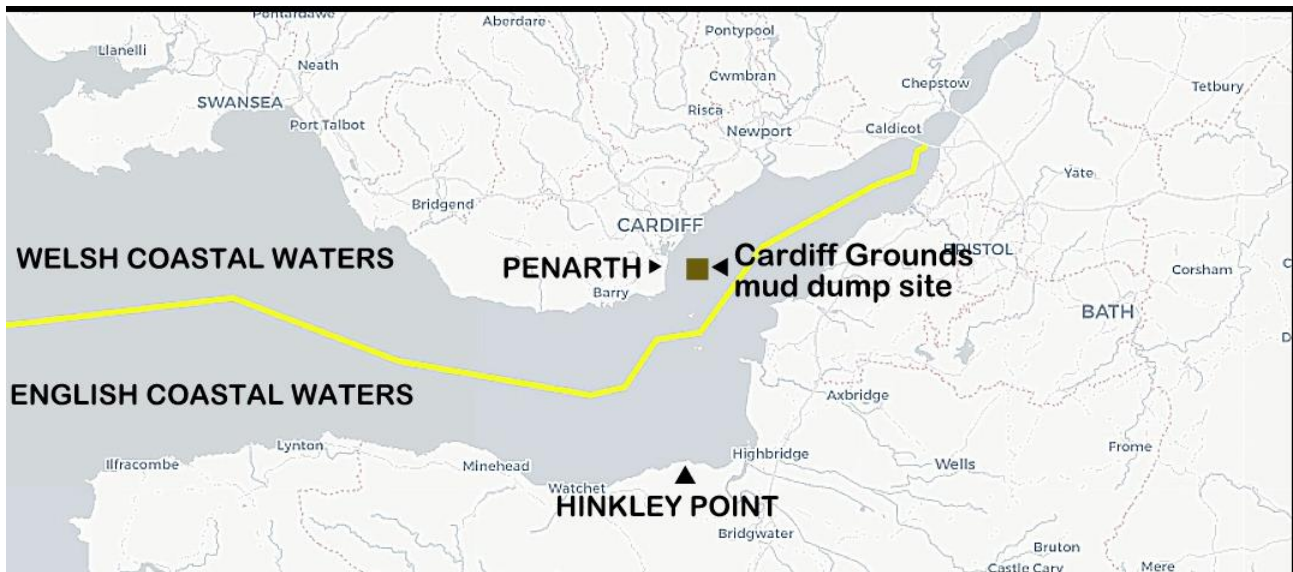 Pontardawe
Aberdare
Pontypool
Llanelli
Neath
Cwmbran
Chepstow
Tetbury
SWANSEA
Risca
Port Talbot
Newport
Caldicot
Yate
Bridgend
CARDIFF
WELSH COASTAL WATERS
PENARTH
Barry
Cardiff Grounds
mud dump site
BRISTOL
Corsham
BATH
ENGLISH COASTAL WATERS
Axbridge
Ilfracombe
Lynton
Minehead
Highbridge
Wells
Frome
Watchet
HINKLEY POINT
Bridgwater
Bruton
Castle Cary
Mere